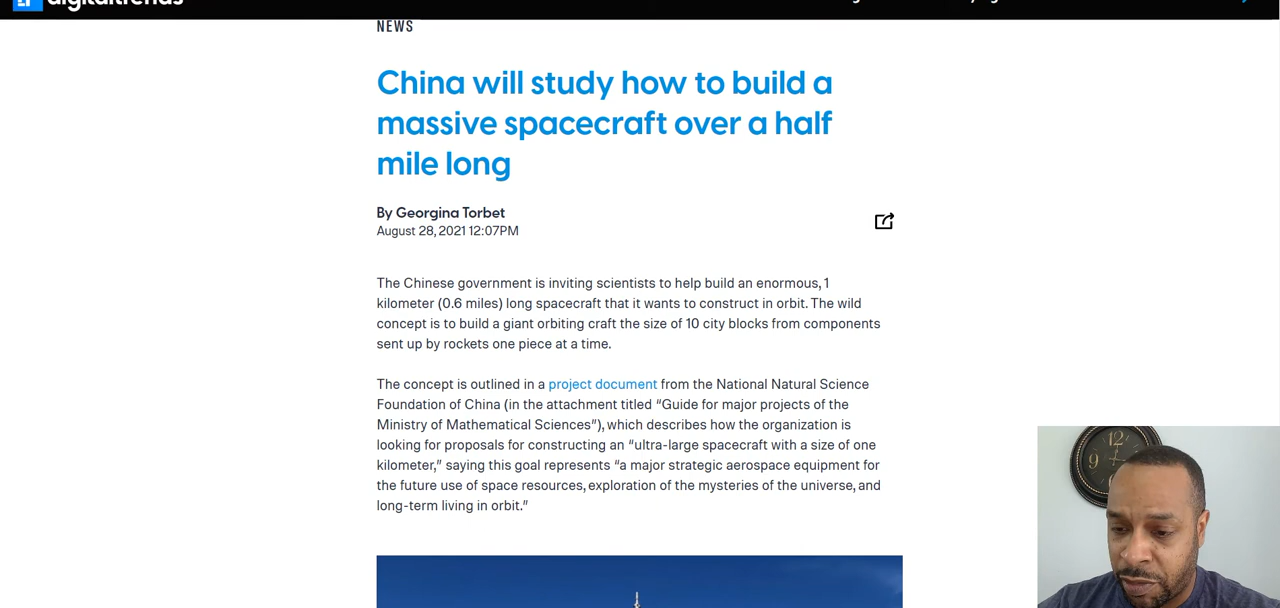 digitaltrends
NEWS
China will study how to build a
massive spacecraft over a half
mile long
By Georgina Torbet
August 28, 2021 12:07PM
The Chinese government is inviting scientists to help build an enormous, 1
kilometer (0.6 miles) long spacecraft that it wants to construct in orbit. The wild
concept is to build a giant orbiting craft the size of 10 city blocks from components
sent up by rockets one piece at a time.
The concept is outlined in a project document from the National Natural Science
Foundation of China (in the attachment titled “Guide for major projects of the
Ministry of Mathematical Sciences”), which describes how the organization is
looking for proposals for constructing an “ultra-large spacecraft with a size of one
kilometer,” saying this goal represents “a major strategic aerospace equipment for
the future use of space resources, exploration of the mysteries of the universe, and
long-term living in orbit.”
12
9